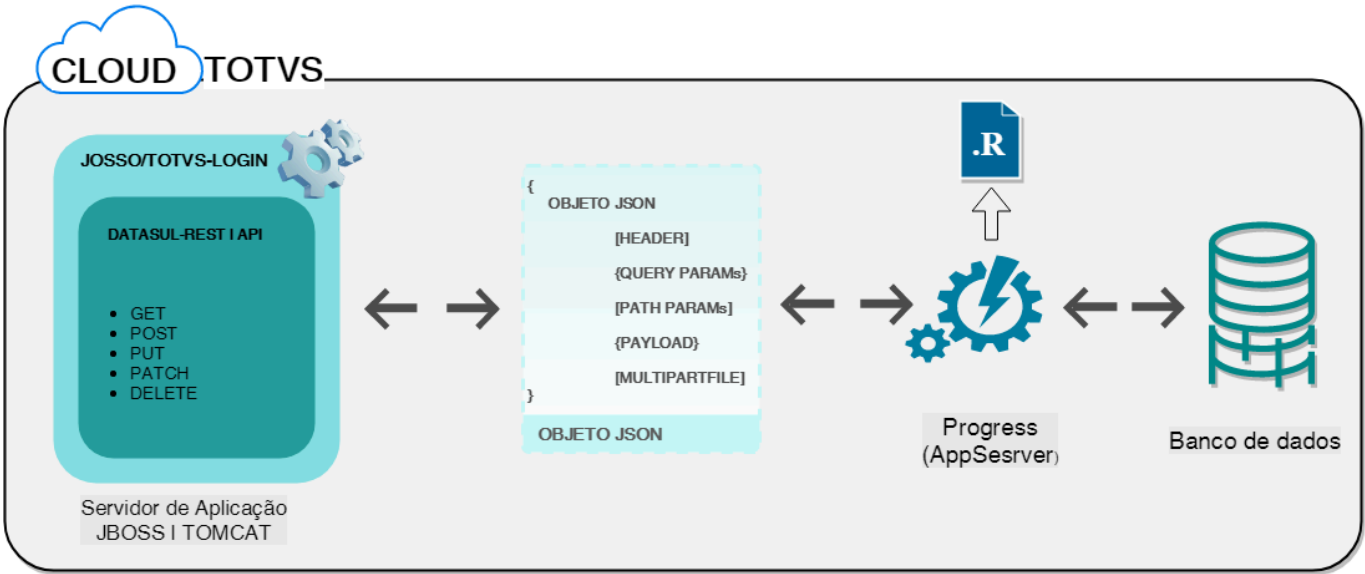 CLOUD TOTVS
JOSSO/TOTVS-LOGIN
DATASUL-REST | API
• GET
• POST
• PUT
• PATCH
• DELETE
Servidor de Aplicação
JBOSS | TOMCAT
{
OBJETO JSON
[HEADER]
{QUERY PARAMs}
[PATH PARAMs]
{PAYLOAD}
[MULTIPARTFILE]
}
OBJETO JSON
.R
Progress
(AppSesrver)
Banco de dados